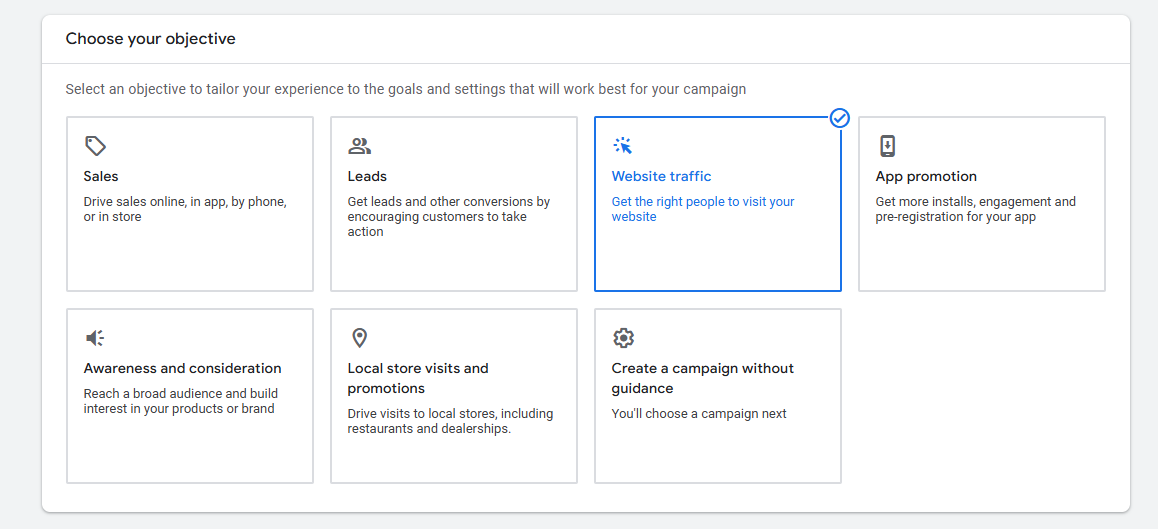 Choose your objective
Select an objective to tailor your experience to the goals and settings that will work best for your campaign
Sales
Drive sales online, in app, by phone,
or in store
Leads
Get leads and other conversions by
encouraging customers to take
action
Website traffic
Get the right people to visit your
website
App promotion
Get more installs, engagement and
pre-registration for your app
Awareness and consideration
Reach a broad audience and build
interest in your products or brand
Local store visits and
promotions
Drive visits to local stores, including
restaurants and dealerships.
Create a campaign without
guidance
You'll choose a campaign next